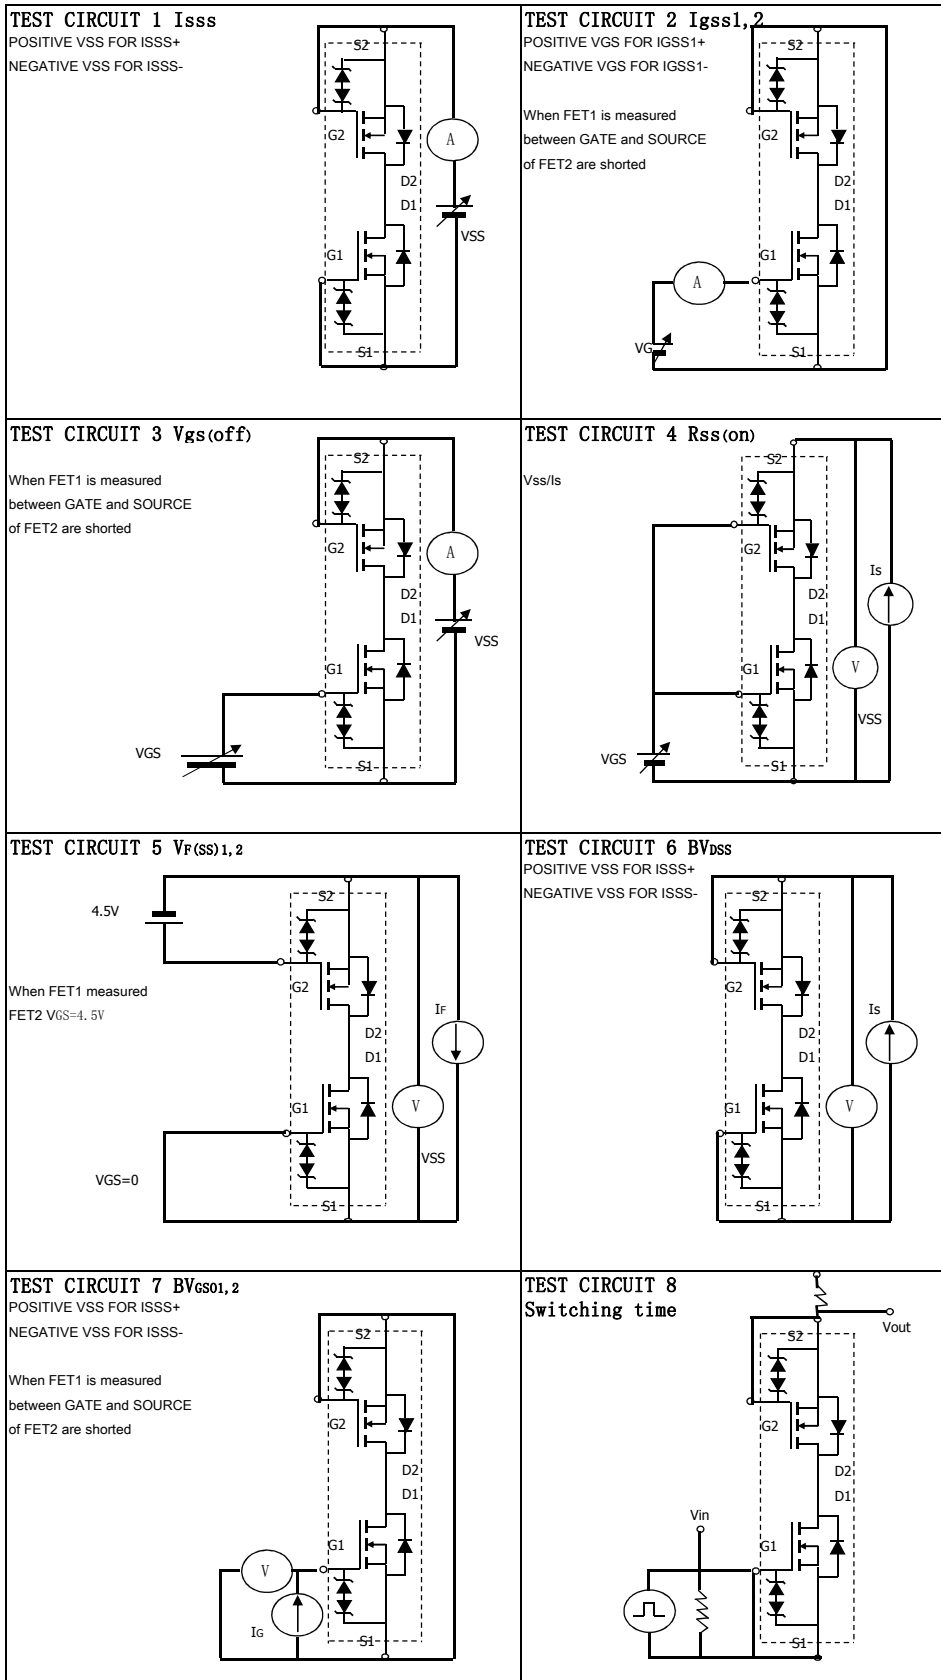 TEST CIRCUIT 1 Isss
POSITIVE VSS FOR ISSS+
NEGATIVE VSS FOR ISSS-
S2
G2
A
D2
D1
VSS
G1
S1
TEST CIRCUIT 2 Igss1,2
POSITIVE VGS FOR IGSS1+
NEGATIVE VGS FOR IGSS1-
When FET1 is measured
between GATE and SOURCE
of FET2 are shorted
S2
G2
D2
D1
G1
A
VG
S1
TEST CIRCUIT 3 Vgs(off)
When FET1 is measured
between GATE and SOURCE
of FET2 are shorted
S2
G2
A
D2
D1
VSS
G1
VGS
S1
TEST CIRCUIT 4 Rss(on)
Vss/Is
S2
G2
Is
D2
D1
G1
V
VSS
VGS
S1
TEST CIRCUIT 5 VF(SS)1,2
4.5V
When FET1 measured
FET2 VGS=4.5V
S2
G2
IF
D2
D1
G1
V
VSS
VGS=0
S1
TEST CIRCUIT 6 BVDSS
POSITIVE VSS FOR ISSS+
NEGATIVE VSS FOR ISSS-
S2
G2
Is
D2
D1
G1
V
S1
TEST CIRCUIT 7 BVGSO1,2
POSITIVE VSS FOR ISSS+
NEGATIVE VSS FOR ISSS-
When FET1 is measured
between GATE and SOURCE
of FET2 are shorted
S2
G2
D2
D1
G1
V
IG
S1
TEST CIRCUIT 8
Switching time
Vout
S2
G2
D2
D1
Vin
G1
S1